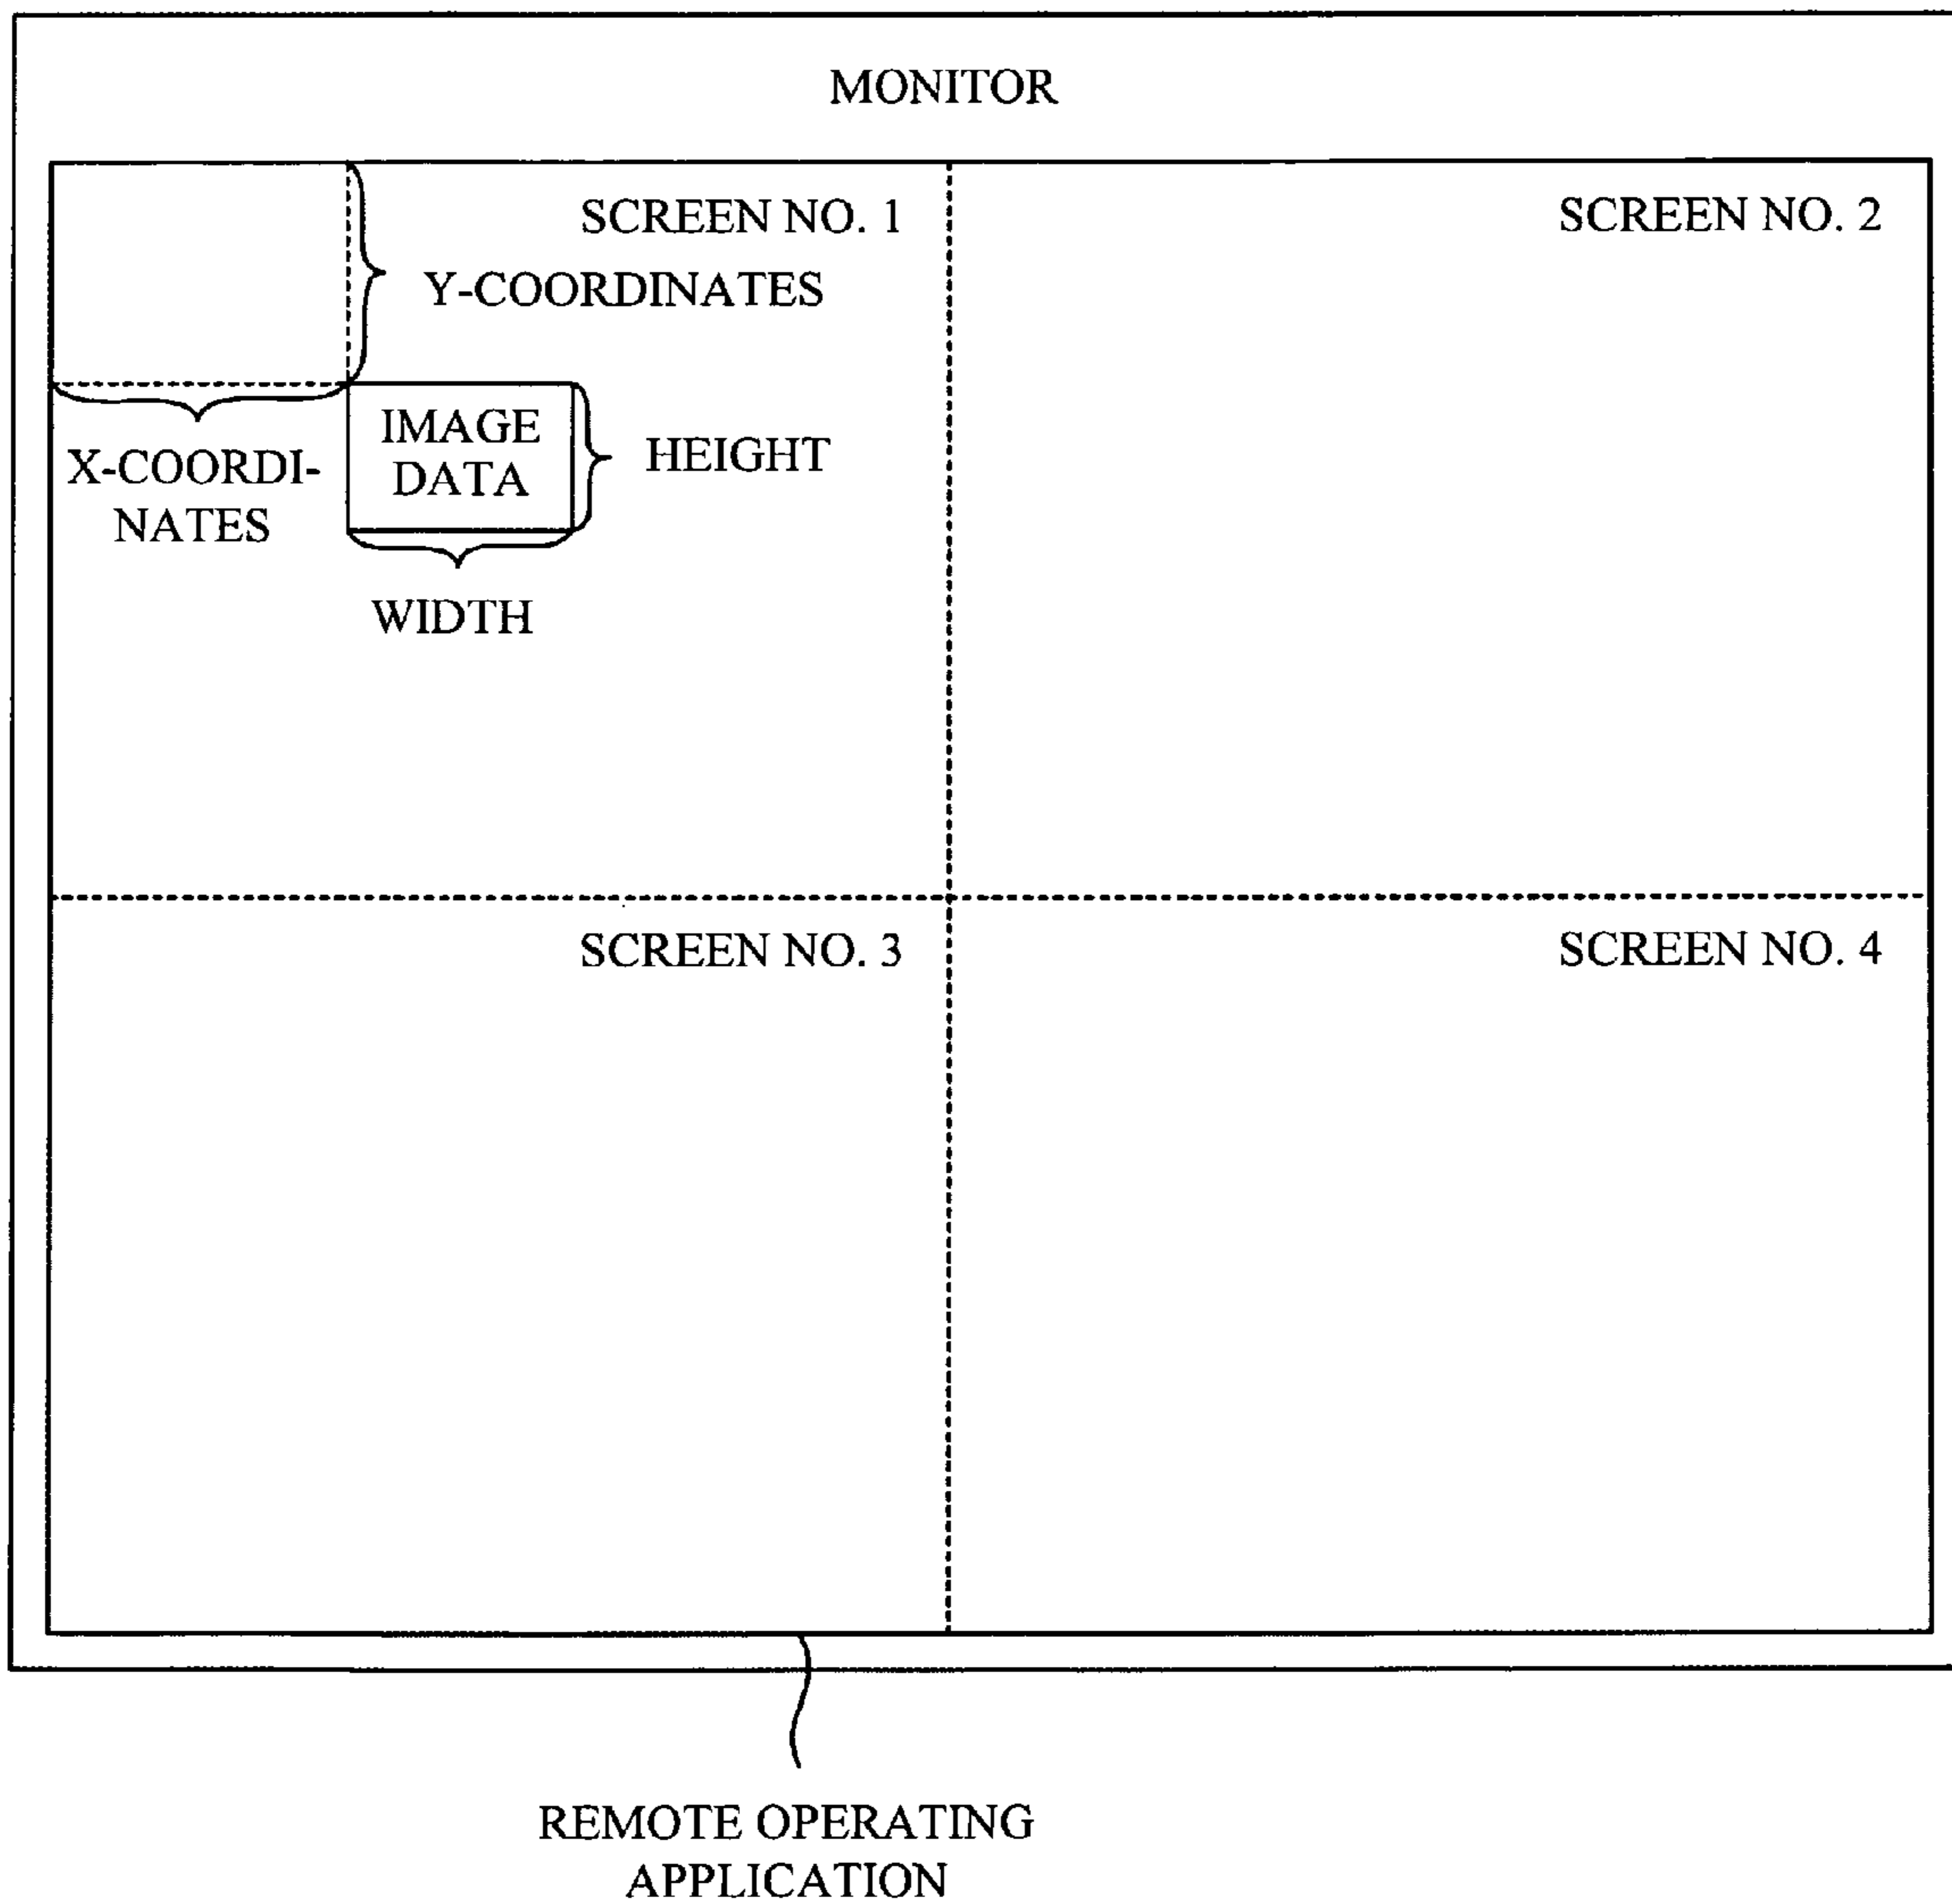 MONITOR
SCREEN NO. 1
SCREEN NO. 2
Y-COORDINATES
IMAGE
DATA
HEIGHT
X-COORDI-
NATES
WIDTH
SCREEN NO. 3
SCREEN NO. 4
REMOTE OPERATING
APPLICATION